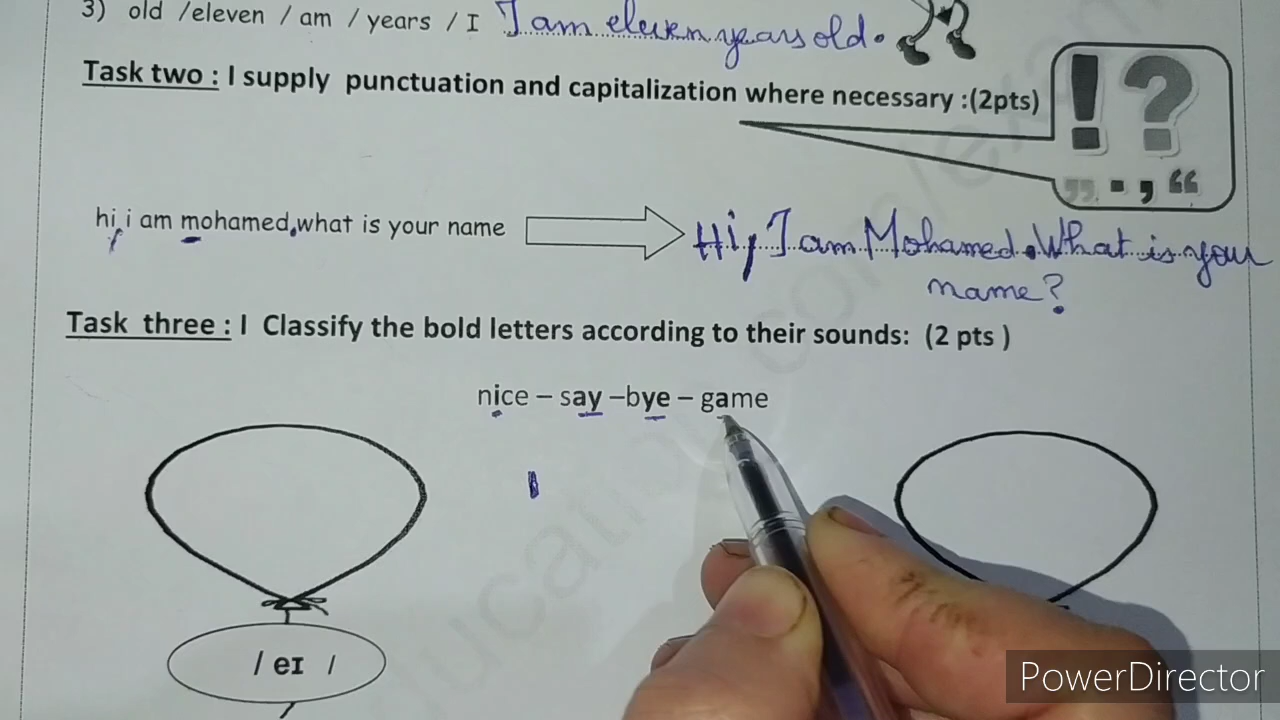 3) old /eleven / am / years / I I am eleven years old.
Task two : I supply punctuation and capitalization where necessary :(2pts)
! ?
„ . , “
hi, i am mohamed,what is your name Hi, I am Mohamed. What is your
name?
Task three : I Classify the bold letters according to their sounds: (2 pts )
nice – say –bye – game
/ eɪ /
PowerDirector